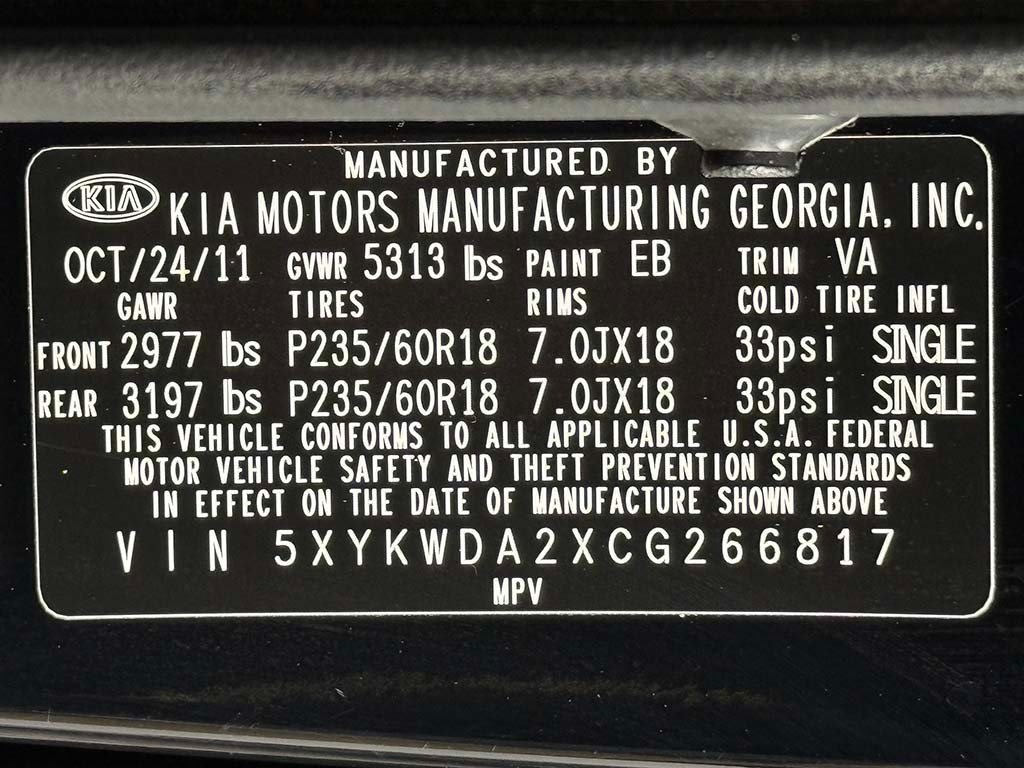 MANUFACTURED BY
KIA KIA MOTORS MANUFACTURING GEORGIA, INC.
OCT/24/11 GVWR 5313 lbs PAINT EB TRIM VA
GAWR TIRES RIMS COLD TIRE INFL
FRONT 2977 lbs P235/60R18 7.0JX18 33psi SINGLE
REAR 3197 lbs P235/60R18 7.0JX18 33psi SINGLE
THIS VEHICLE CONFORMS TO ALL APPLICABLE U.S.A. FEDERAL
MOTOR VEHICLE SAFETY AND THEFT PREVENTION STANDARDS
IN EFFECT ON THE DATE OF MANUFACTURE SHOWN ABOVE
VIN 5XYKWDA2XCG266817
MPV